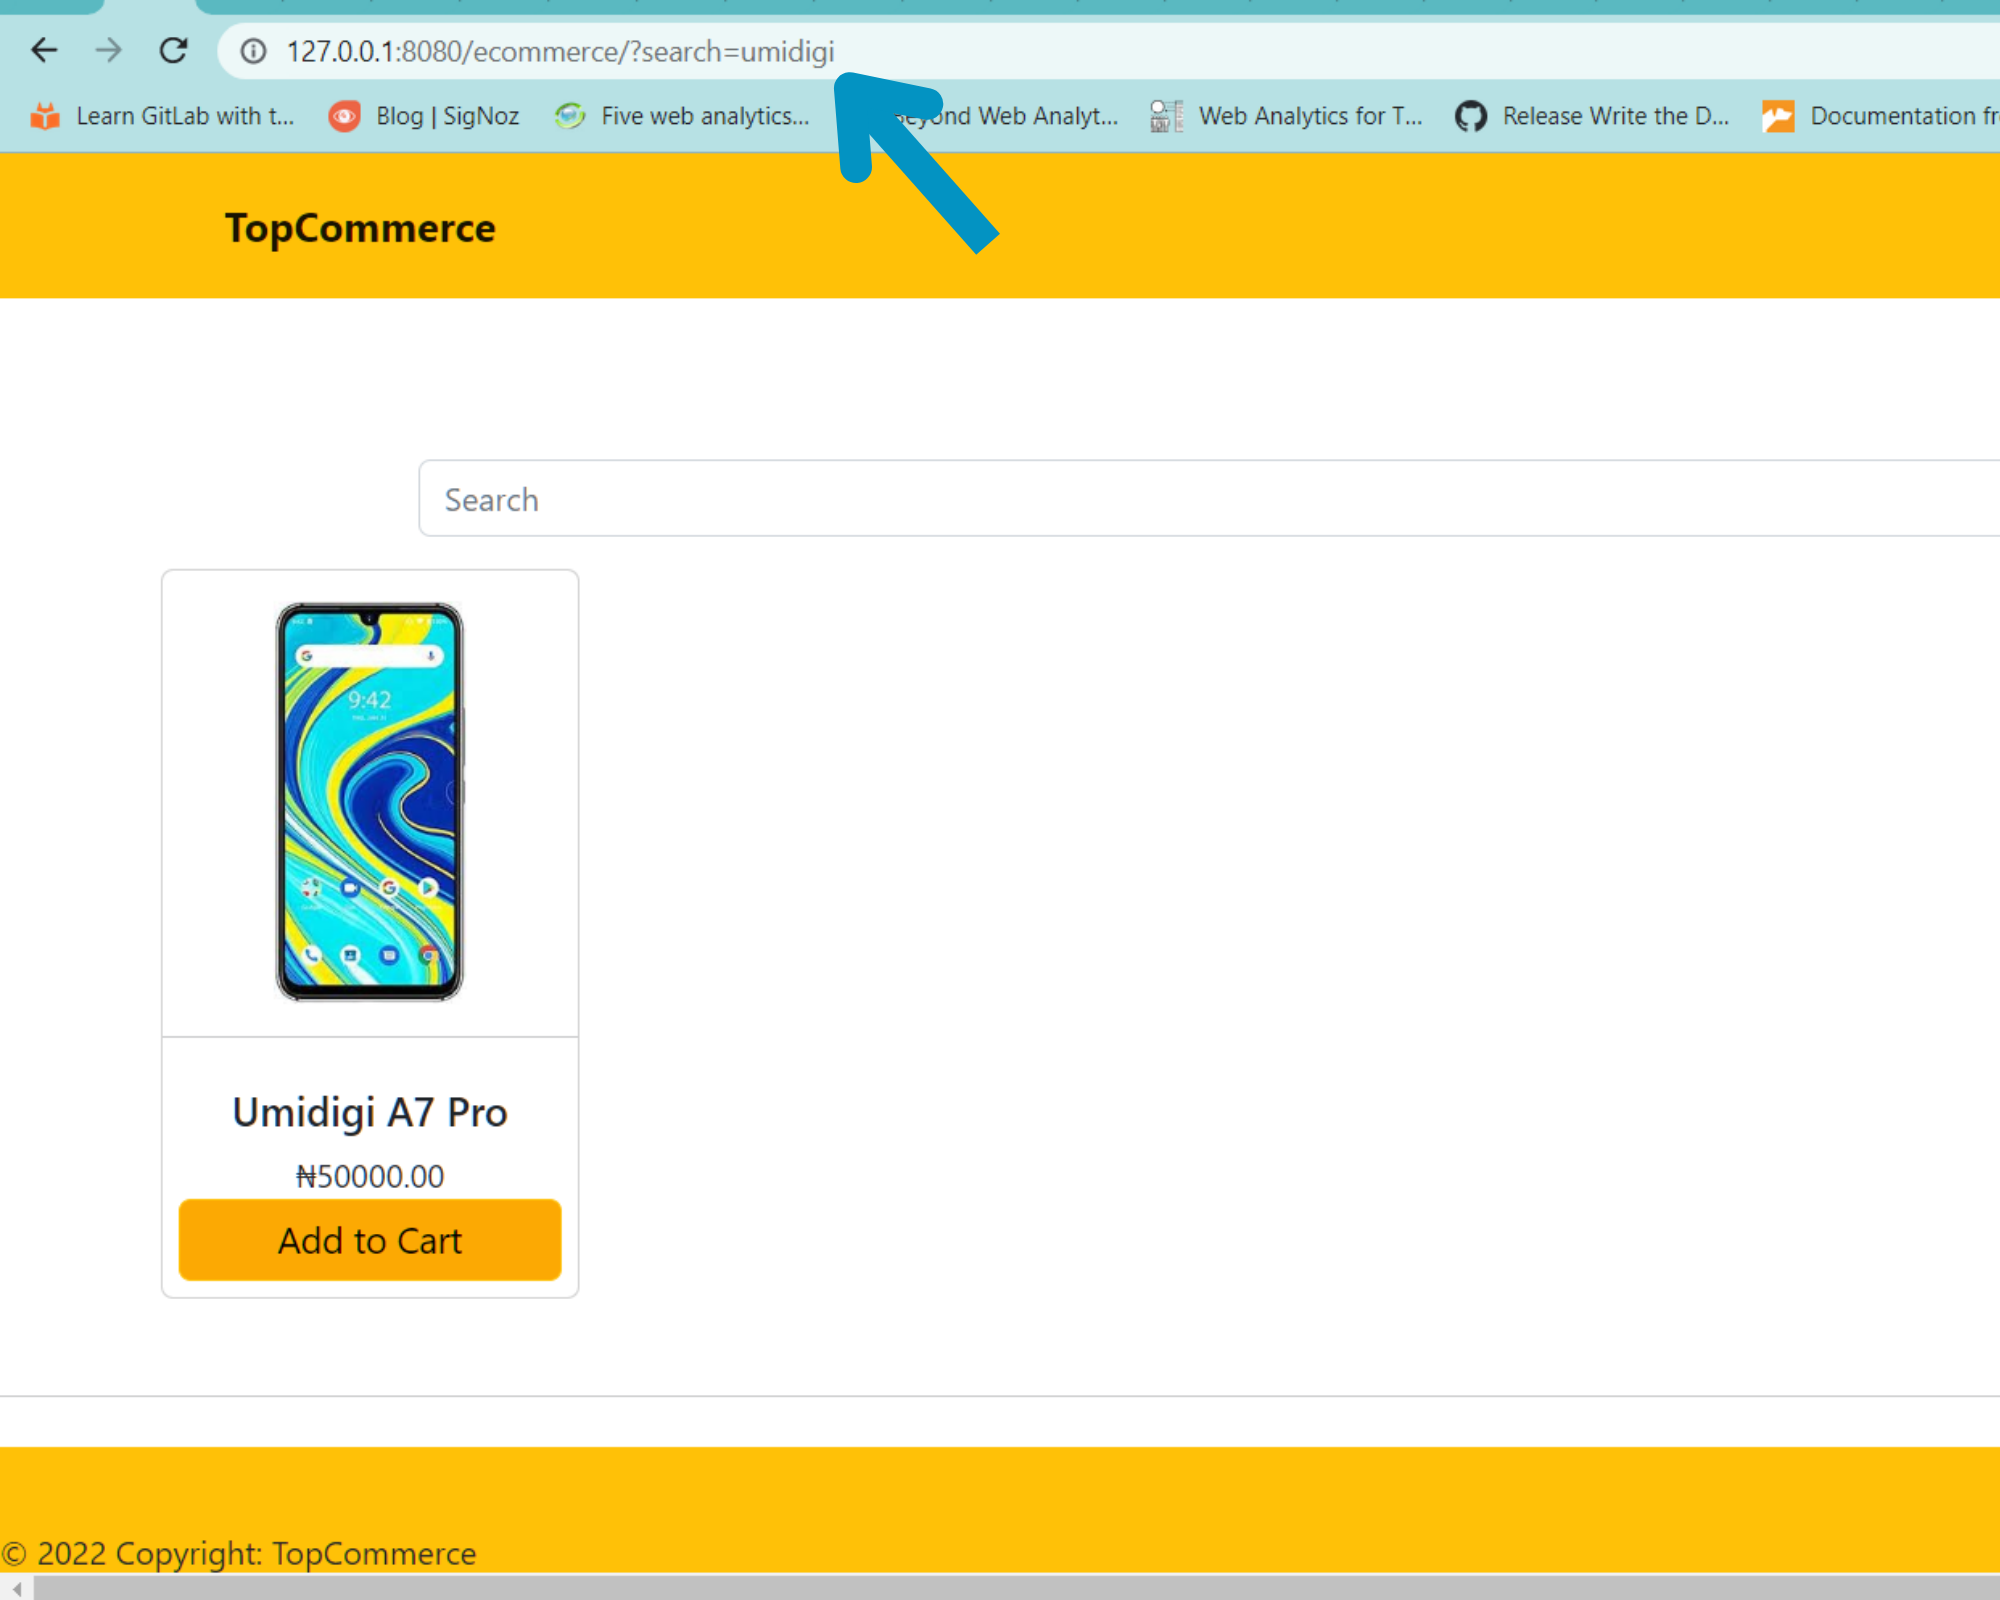 127.0.0.1:8080/ecommerce/?search=umidigi
Learn GitLab with t... Blog | SigNoz Five web analytics... Beyond Web Analyt... Web Analytics for T... Release Write the D... Documentation fr
TopCommerce
Search
9:42
Umidigi A7 Pro
₦50000.00
Add to Cart
© 2022 Copyright: TopCommerce